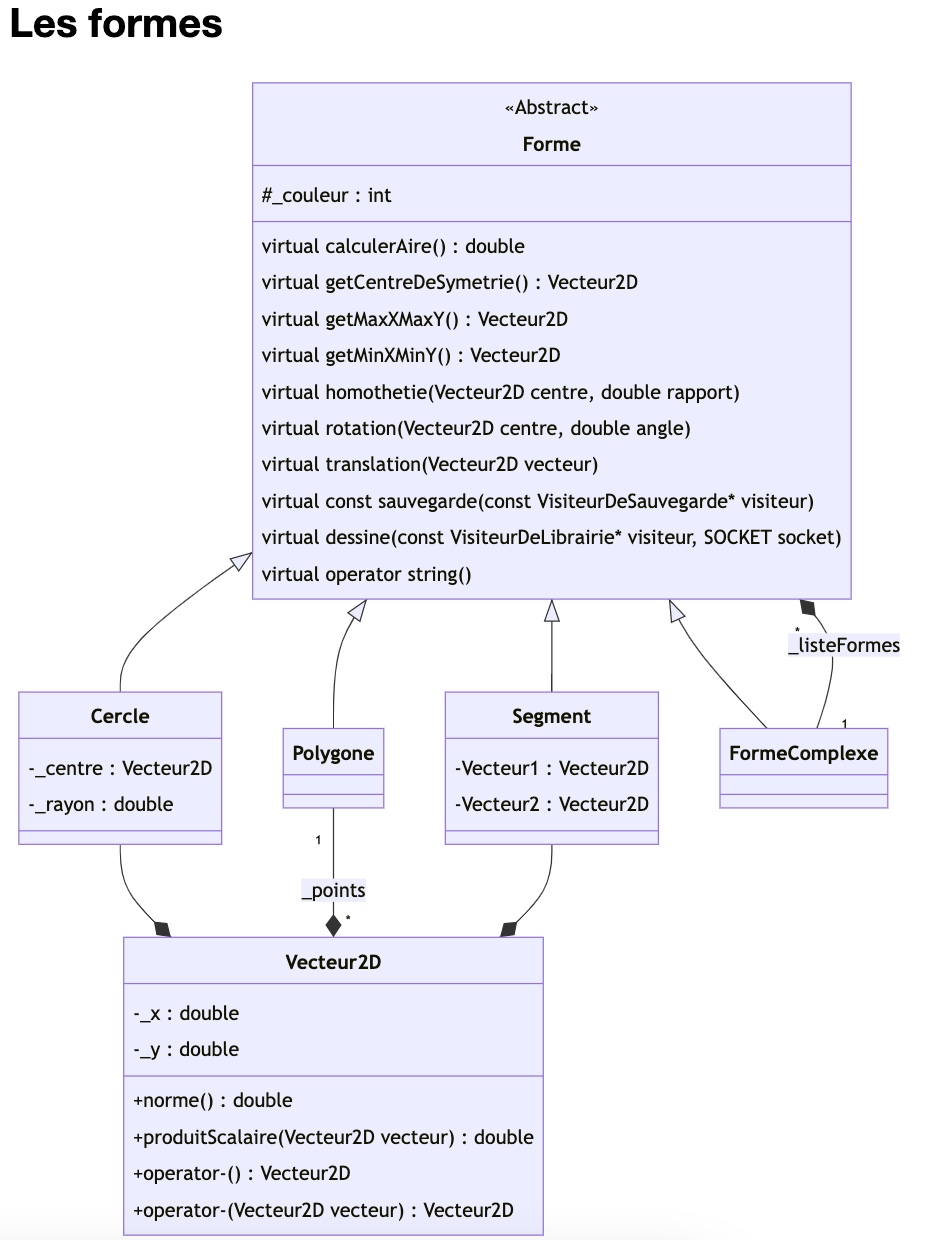 Les formes
«Abstract»
Forme
#_couleur : int
virtual calculerAire() : double
virtual getCentreDeSymetrie() : Vecteur2D
virtual getMaxXMaxY() : Vecteur2D
virtual getMinXMinY() : Vecteur2D
virtual homothetie(Vecteur2D centre, double rapport)
virtual rotation(Vecteur2D centre, double angle)
virtual translation(Vecteur2D vecteur)
virtual const sauvegarde(const VisiteurDeSauvegarde* visiteur)
virtual dessine(const VisiteurDeLibrairie* visiteur, SOCKET socket)
virtual operator string()
*
_listeFormes
1
Cercle
-_centre : Vecteur2D
-_rayon : double
Polygone
Segment
-Vecteur1 : Vecteur2D
-Vecteur2 : Vecteur2D
FormeComplexe
1
_points
*
Vecteur2D
-_x : double
-_y : double
+norme() : double
+produitScalaire(Vecteur2D vecteur) : double
+operator-() : Vecteur2D
+operator-(Vecteur2D vecteur) : Vecteur2D